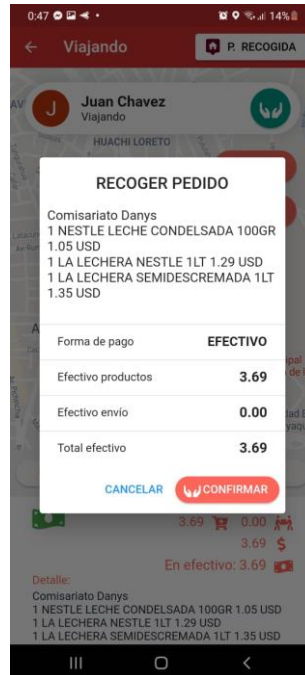 0:47
14%
Viajando
P. RECOGIDA
J
Juan Chavez
Viajando
AV
HUACHI LORETO
RECOGER PEDIDO
Comisariato Danys
1 NESTLE LECHE CONDELSADA 100GR
1.05 USD
1 LA LECHERA NESTLE 1LT 1.29 USD
1 LA LECHERA SEMIDESCREMADA 1LT
1.35 USD
Forma de pago EFECTIVO
Efectivo productos 3.69
Efectivo envío 0.00
Total efectivo 3.69
CANCELAR CONFIRMAR
3.69 0.00
3.69 $
En efectivo: 3.69
Detalle:
Comisariato Danys
1 NESTLE LECHE CONDELSADA 100GR 1.05 USD
1 LA LECHERA NESTLE 1LT 1.29 USD
1 LA LECHERA SEMIDESCREMADA 1LT 1.35 USD